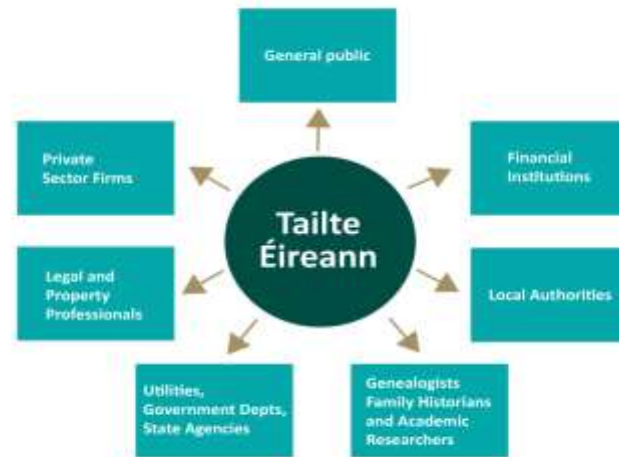 General public
Private
Sector Firms
Financial
Institutions
Tailte
Éireann
Legal and
Property
Professionals
Local Authorities
Utilities,
Government Depts,
State Agencies
Genealogists
Family Historians
and Academic
Researchers